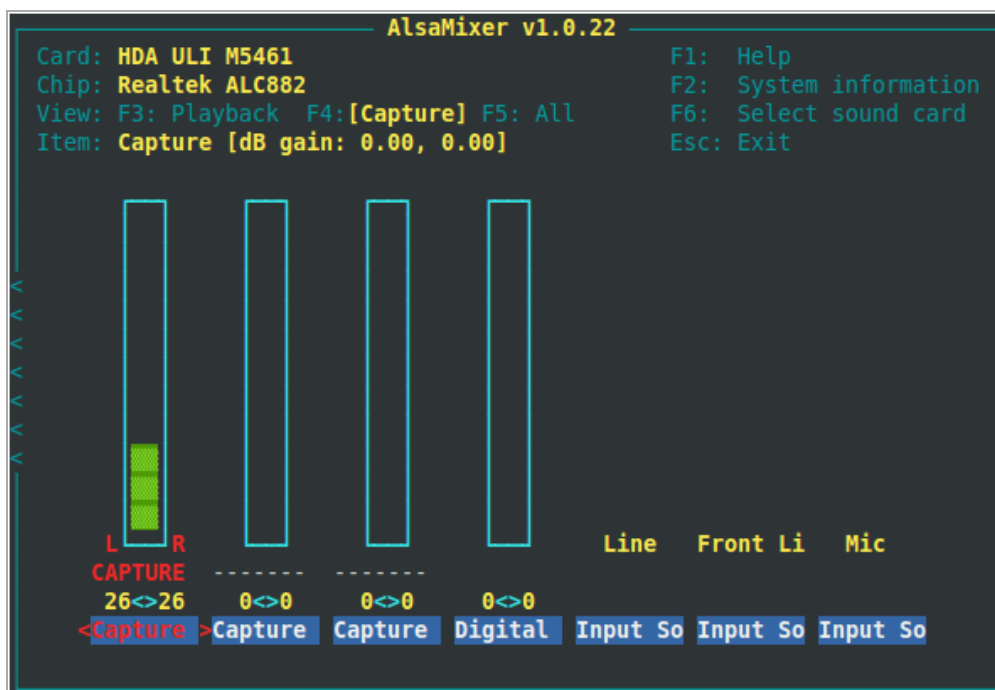 AlsaMixer v1.0.22
Card: HDA ULI M5461 F1: Help
Chip: Realtek ALC882 F2: System information
View: F3: Playback F4:[Capture] F5: All F6: Select sound card
Item: Capture [dB gain: 0.00, 0.00] Esc: Exit
<
<
<
<
<
<
<
L R Line Front Li Mic
CAPTURE ------- -------
26<>26 0<>0 0<>0 0<>0
<Capture >Capture Capture Digital Input So Input So Input So